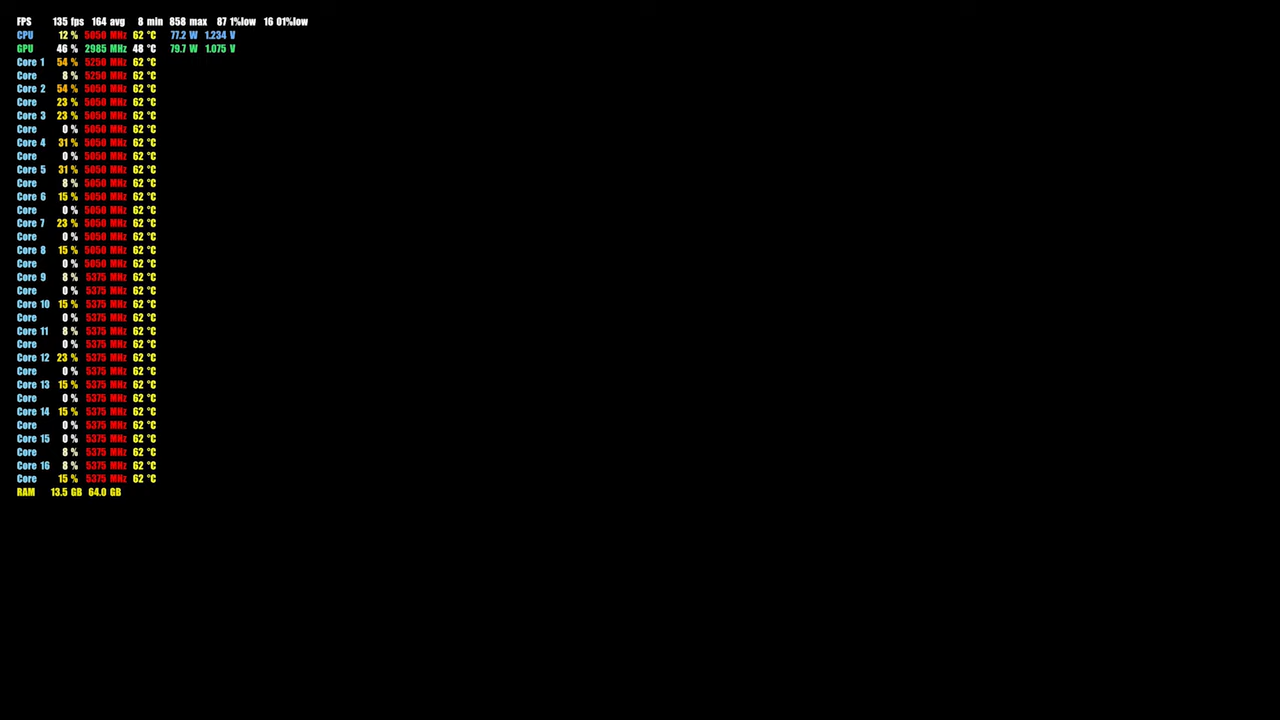 FPS 135 fps 164 avg 8 min 858 max 87 1%low 16 01%low
CPU 12 % 5050 MHz 62 °C 77.2 W 1.234 V
GPU 46 % 2985 MHz 48 °C 79.7 W 1.075 V
Core 1 54 % 5250 MHz 62 °C
Core 8 % 5250 MHz 62 °C
Core 2 54 % 5050 MHz 62 °C
Core 23 % 5050 MHz 62 °C
Core 3 23 % 5050 MHz 62 °C
Core 0 % 5050 MHz 62 °C
Core 4 31 % 5050 MHz 62 °C
Core 0 % 5050 MHz 62 °C
Core 5 31 % 5050 MHz 62 °C
Core 8 % 5050 MHz 62 °C
Core 6 15 % 5050 MHz 62 °C
Core 0 % 5050 MHz 62 °C
Core 7 23 % 5050 MHz 62 °C
Core 0 % 5050 MHz 62 °C
Core 8 15 % 5050 MHz 62 °C
Core 0 % 5050 MHz 62 °C
Core 9 8 % 5375 MHz 62 °C
Core 0 % 5375 MHz 62 °C
Core 10 15 % 5375 MHz 62 °C
Core 0 % 5375 MHz 62 °C
Core 11 8 % 5375 MHz 62 °C
Core 0 % 5375 MHz 62 °C
Core 12 23 % 5375 MHz 62 °C
Core 0 % 5375 MHz 62 °C
Core 13 15 % 5375 MHz 62 °C
Core 0 % 5375 MHz 62 °C
Core 14 15 % 5375 MHz 62 °C
Core 0 % 5375 MHz 62 °C
Core 15 0 % 5375 MHz 62 °C
Core 8 % 5375 MHz 62 °C
Core 16 8 % 5375 MHz 62 °C
Core 15 % 5375 MHz 62 °C
RAM 13.5 GB 64.0 GB